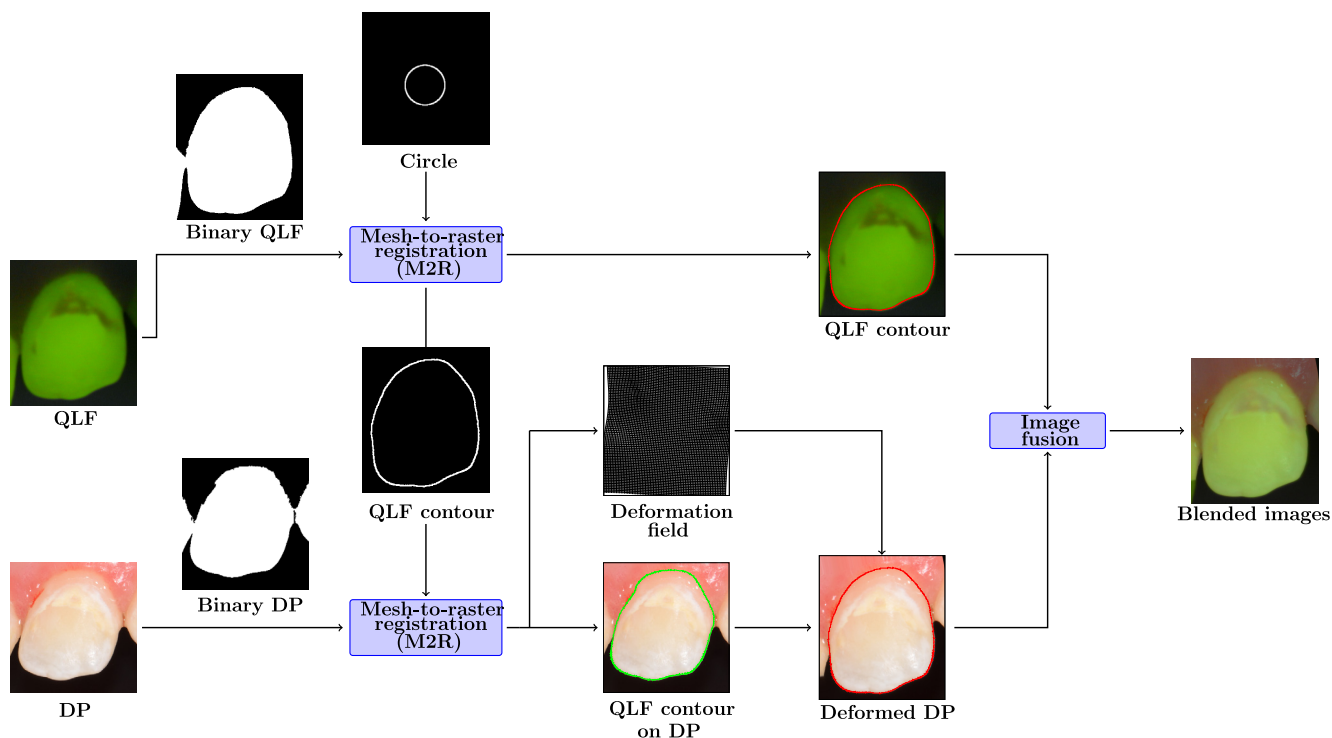 Circle
Binary QLF
Mesh-to-raster
registration
(M2R)
QLF contour
QLF
QLF contour
Deformation
field
Image
fusion
Blended images
Binary DP
Mesh-to-raster
registration
(M2R)
DP
QLF contour
on DP
Deformed DP